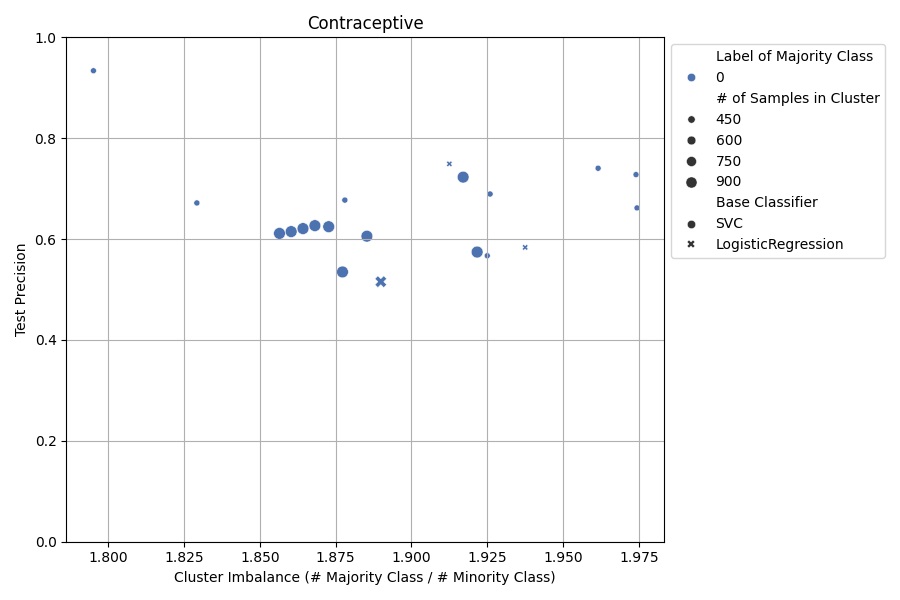 Contraceptive
1.0
0.8
0.6
0.4
0.2
0.0
Test Precision
1.800
1.825
1.850
1.875
1.900
1.925
1.950
1.975
Cluster Imbalance (# Majority Class / # Minority Class)
Label of Majority Class
0
# of Samples in Cluster
450
600
750
900
Base Classifier
SVC
LogisticRegression